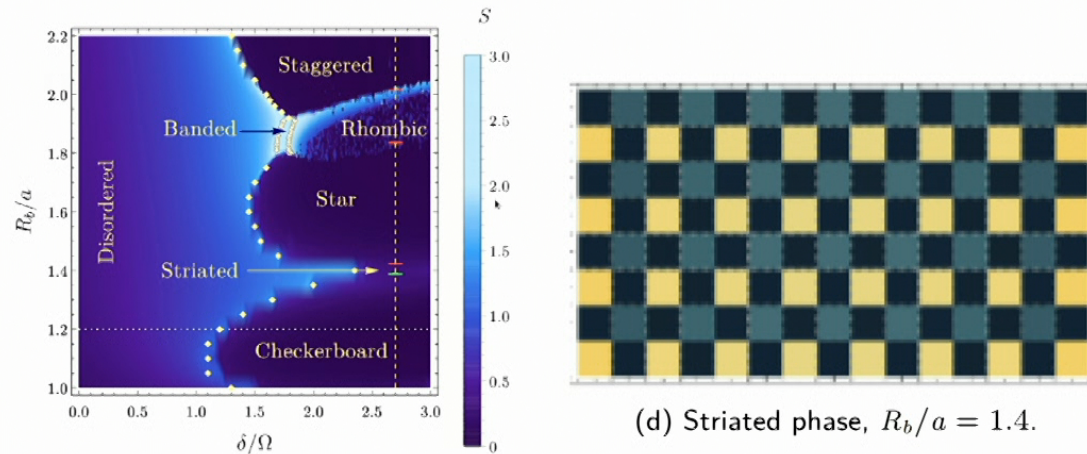 S
2.2
2.0
1.8
1.6
1.4
1.2
1.0
R_b/a
0.0
0.5
1.0
1.5
2.0
2.5
3.0
δ/Ω
Disordered
Staggered
Banded
Rhombic
Star
Striated
Checkerboard
3.0
2.5
2.0
1.5
1.0
0.5
0
(d) Striated phase, R_b/a = 1.4.